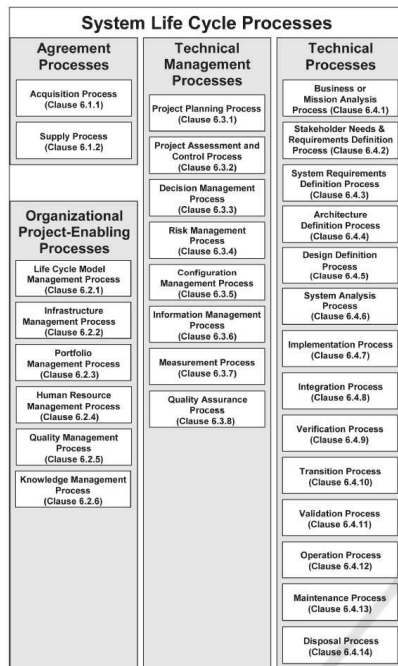 System Life Cycle Processes
Agreement
Processes
Acquisition Process
(Clause 6.1.1)
Supply Process
(Clause 6.1.2)
Organizational
Project-Enabling
Processes
Life Cycle Model
Management Process
(Clause 6.2.1)
Infrastructure
Management Process
(Clause 6.2.2)
Portfolio
Management Process
(Clause 6.2.3)
Human Resource
Management Process
(Clause 6.2.4)
Quality Management
Process
(Clause 6.2.5)
Knowledge Management
Process
(Clause 6.2.6)
Technical
Management
Processes
Project Planning Process
(Clause 6.3.1)
Project Assessment and
Control Process
(Clause 6.3.2)
Decision Management
Process
(Clause 6.3.3)
Risk Management
Process
(Clause 6.3.4)
Configuration
Management Process
(Clause 6.3.5)
Information Management
Process
(Clause 6.3.6)
Measurement Process
(Clause 6.3.7)
Quality Assurance
Process
(Clause 6.3.8)
Technical
Processes
Business or
Mission Analysis
Process (Clause 6.4.1)
Stakeholder Needs &
Requirements Definition
Process (Clause 6.4.2)
System Requirements
Definition Process
(Clause 6.4.3)
Architecture
Definition Process
(Clause 6.4.4)
Design Definition
Process
(Clause 6.4.5)
System Analysis
Process
(Clause 6.4.6)
Implementation Process
(Clause 6.4.7)
Integration Process
(Clause 6.4.8)
Verification Process
(Clause 6.4.9)
Transition Process
(Clause 6.4.10)
Validation Process
(Clause 6.4.11)
Operation Process
(Clause 6.4.12)
Maintenance Process
(Clause 6.4.13)
Disposal Process
(Clause 6.4.14)